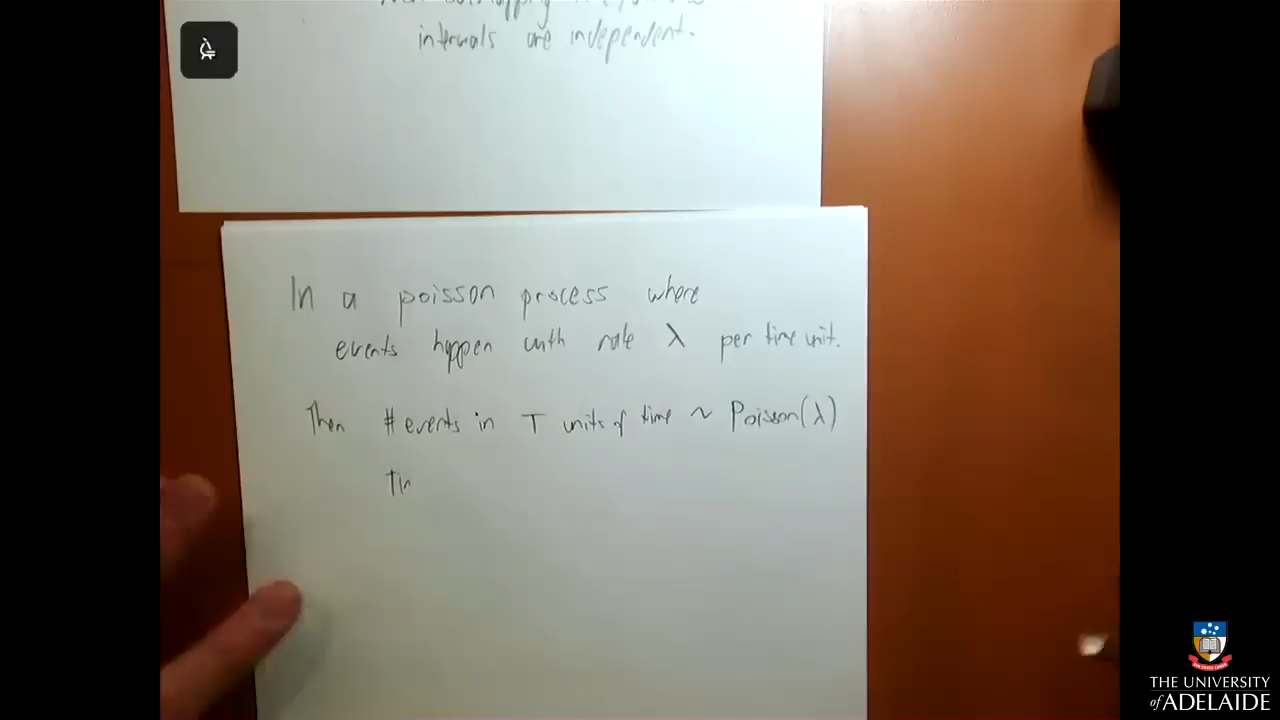 intervals are independent.
In a poisson process where
events happen with rate λ per time unit.
Then # events in T units of time ~ Poisson(λ)
Tim
THE UNIVERSITY
of ADELAIDE